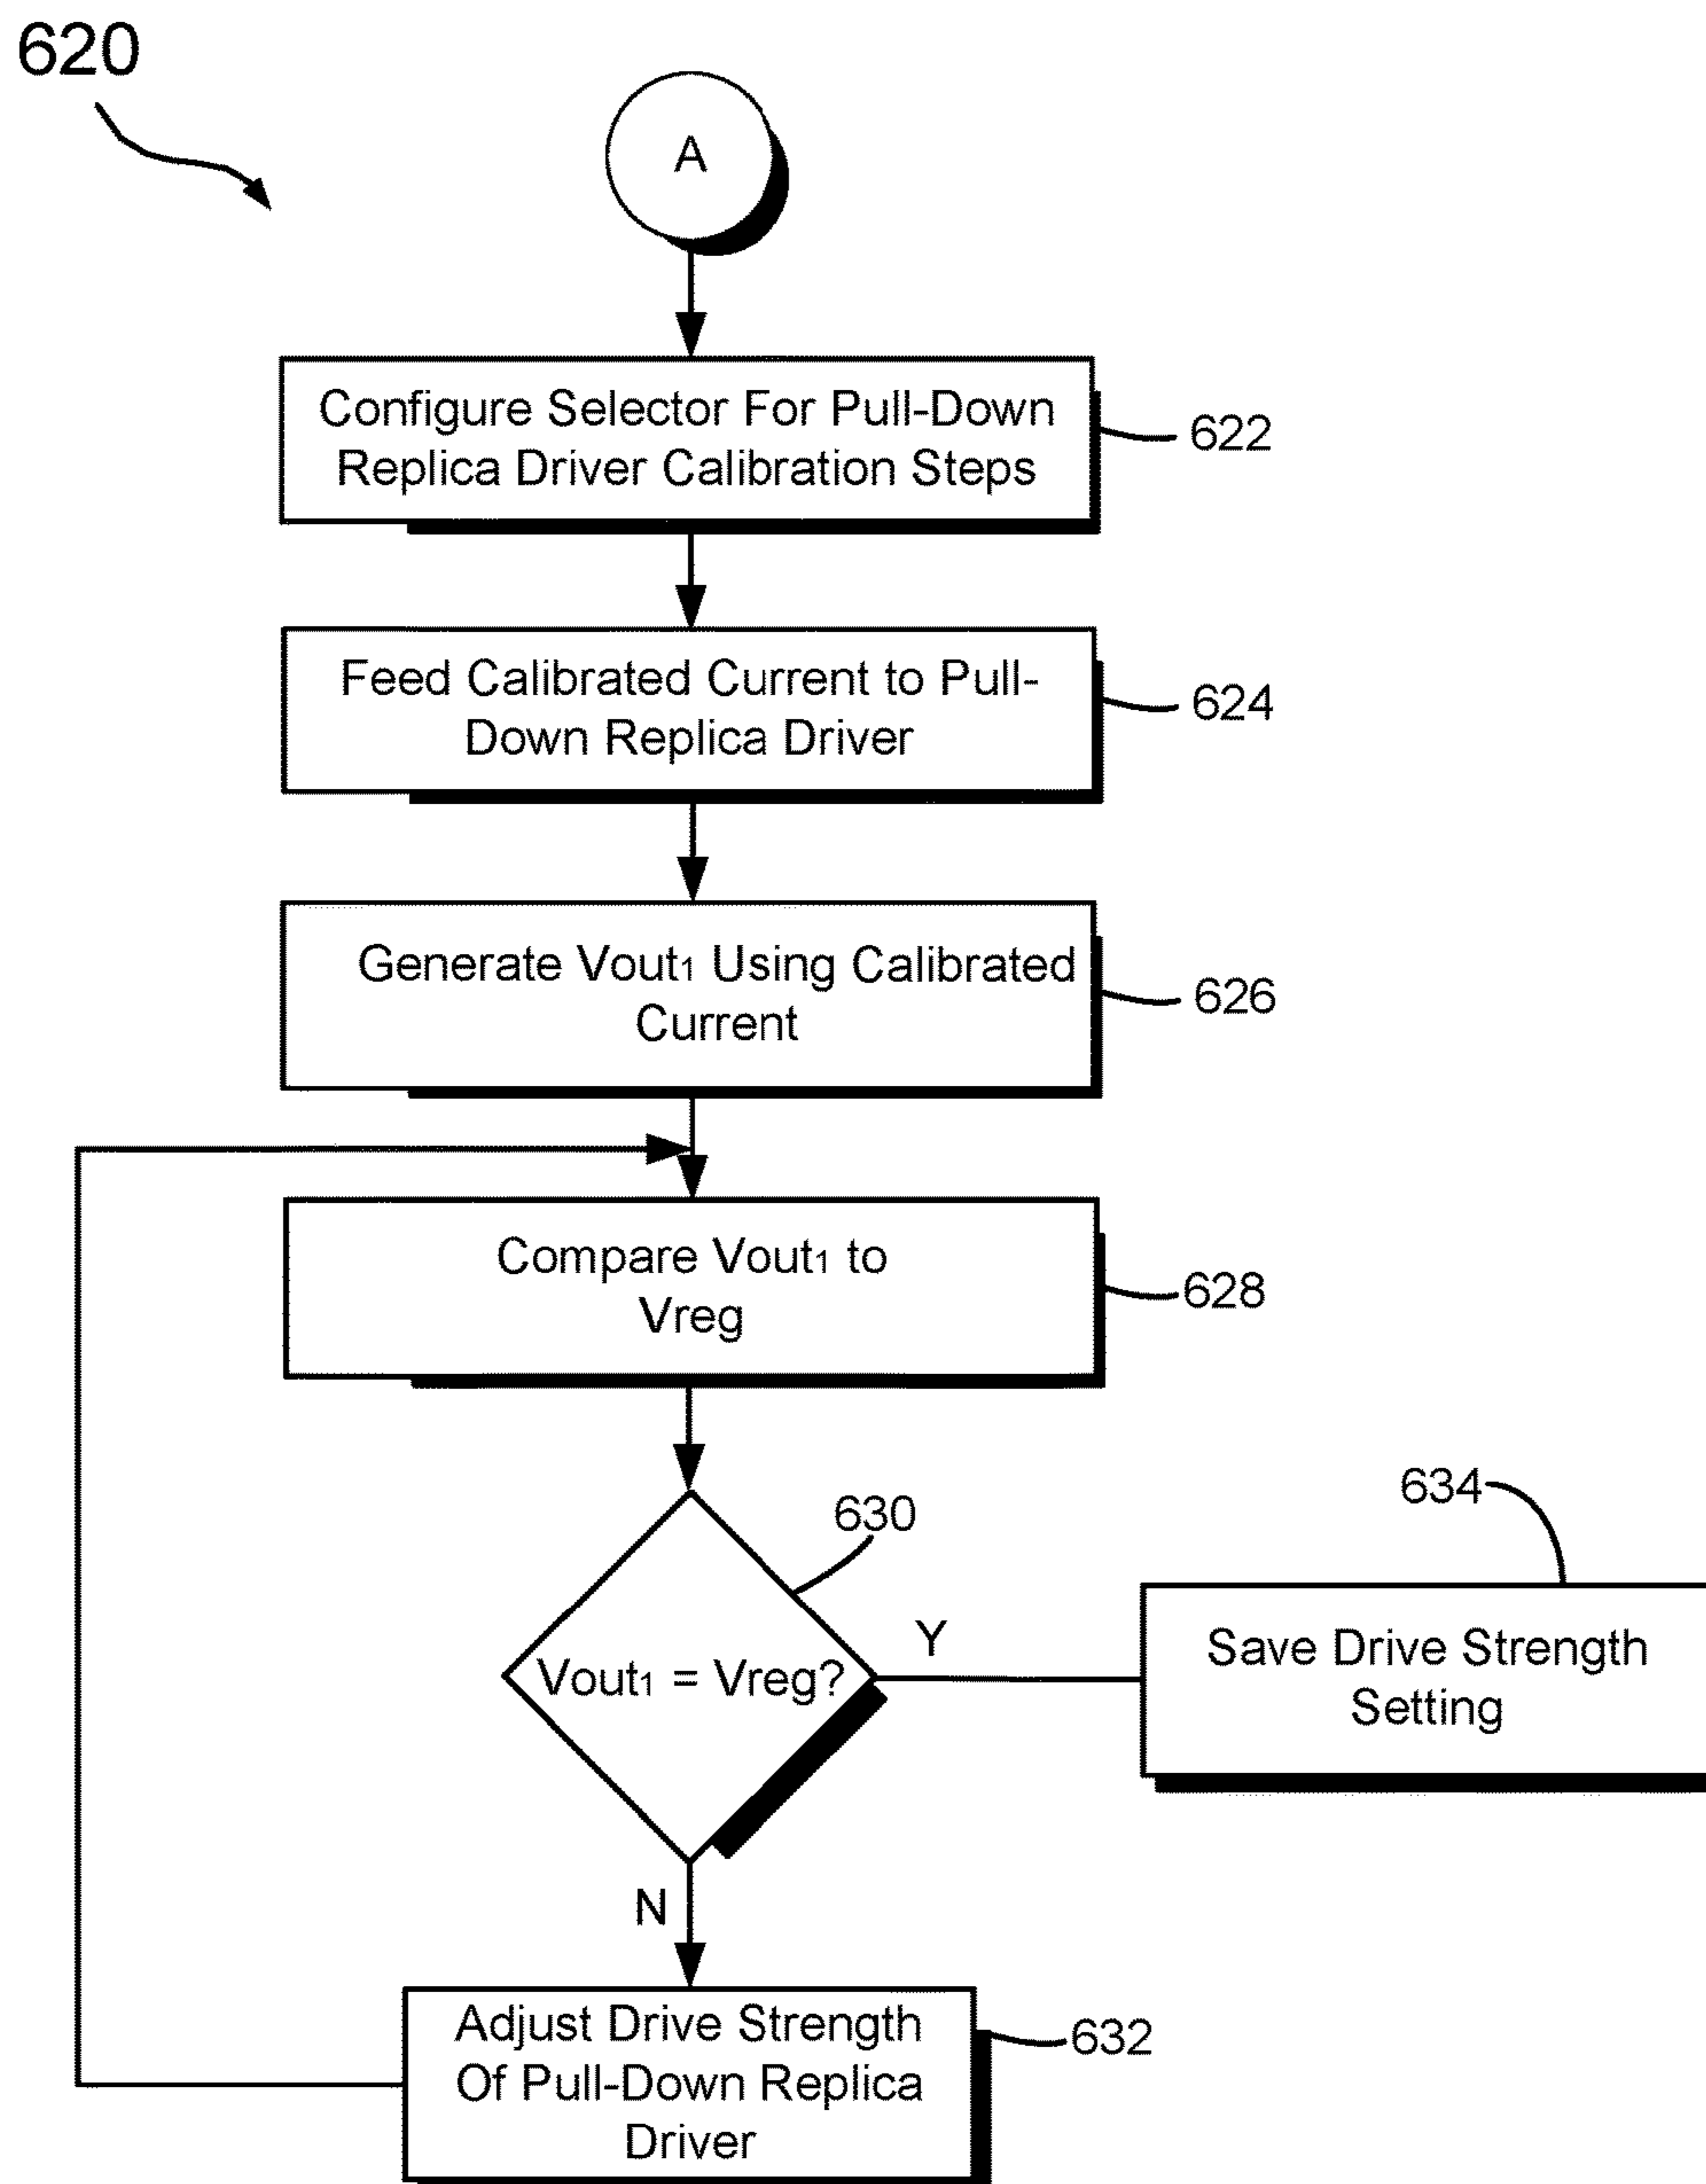 620
A
Configure Selector For Pull-Down
Replica Driver Calibration Steps
622
Feed Calibrated Current to Pull-
Down Replica Driver
624
Generate Vout₁ Using Calibrated
Current
626
Compare Vout₁ to
Vreg
628
630
634
Vout₁ = Vreg?
Y
Save Drive Strength
Setting
N
Adjust Drive Strength
Of Pull-Down Replica
Driver
632